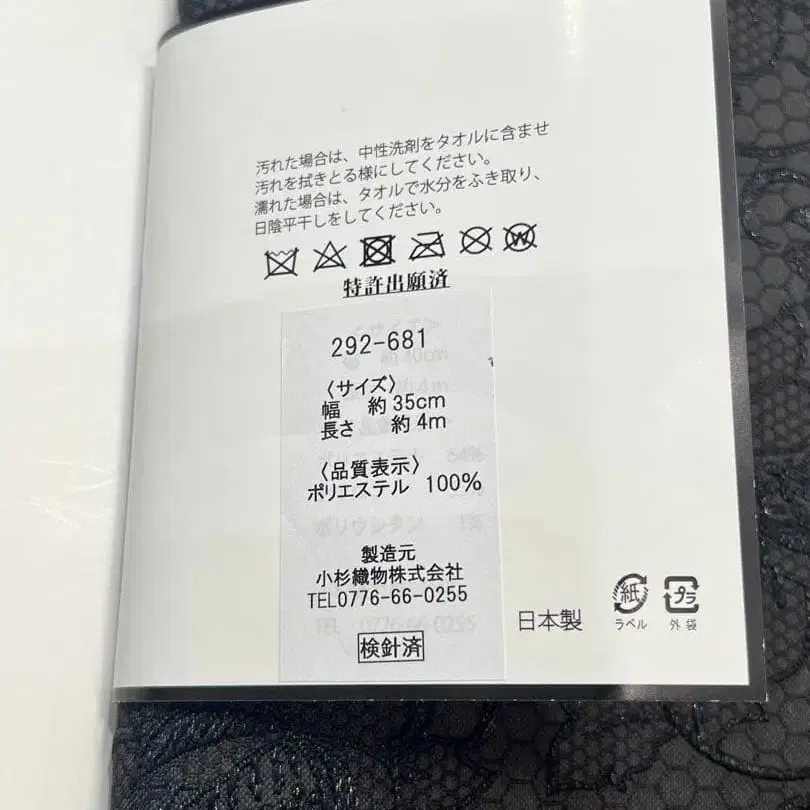 汚れた場合は、中性洗剤をタオルに含ませ
汚れを拭きとる様にしてください。
濡れた場合は、タオルで水分をふき取り、
日陰平干しをしてください。
W
特許出願済
292-681
〈サイズ〉
幅 約35cm
長さ 約4m
〈品質表示〉
ポリエステル 100%
製造元
小杉織物株式会社
TEL0776-66-0255
検針済
日本製
紙
ラベル
プラ
外袋